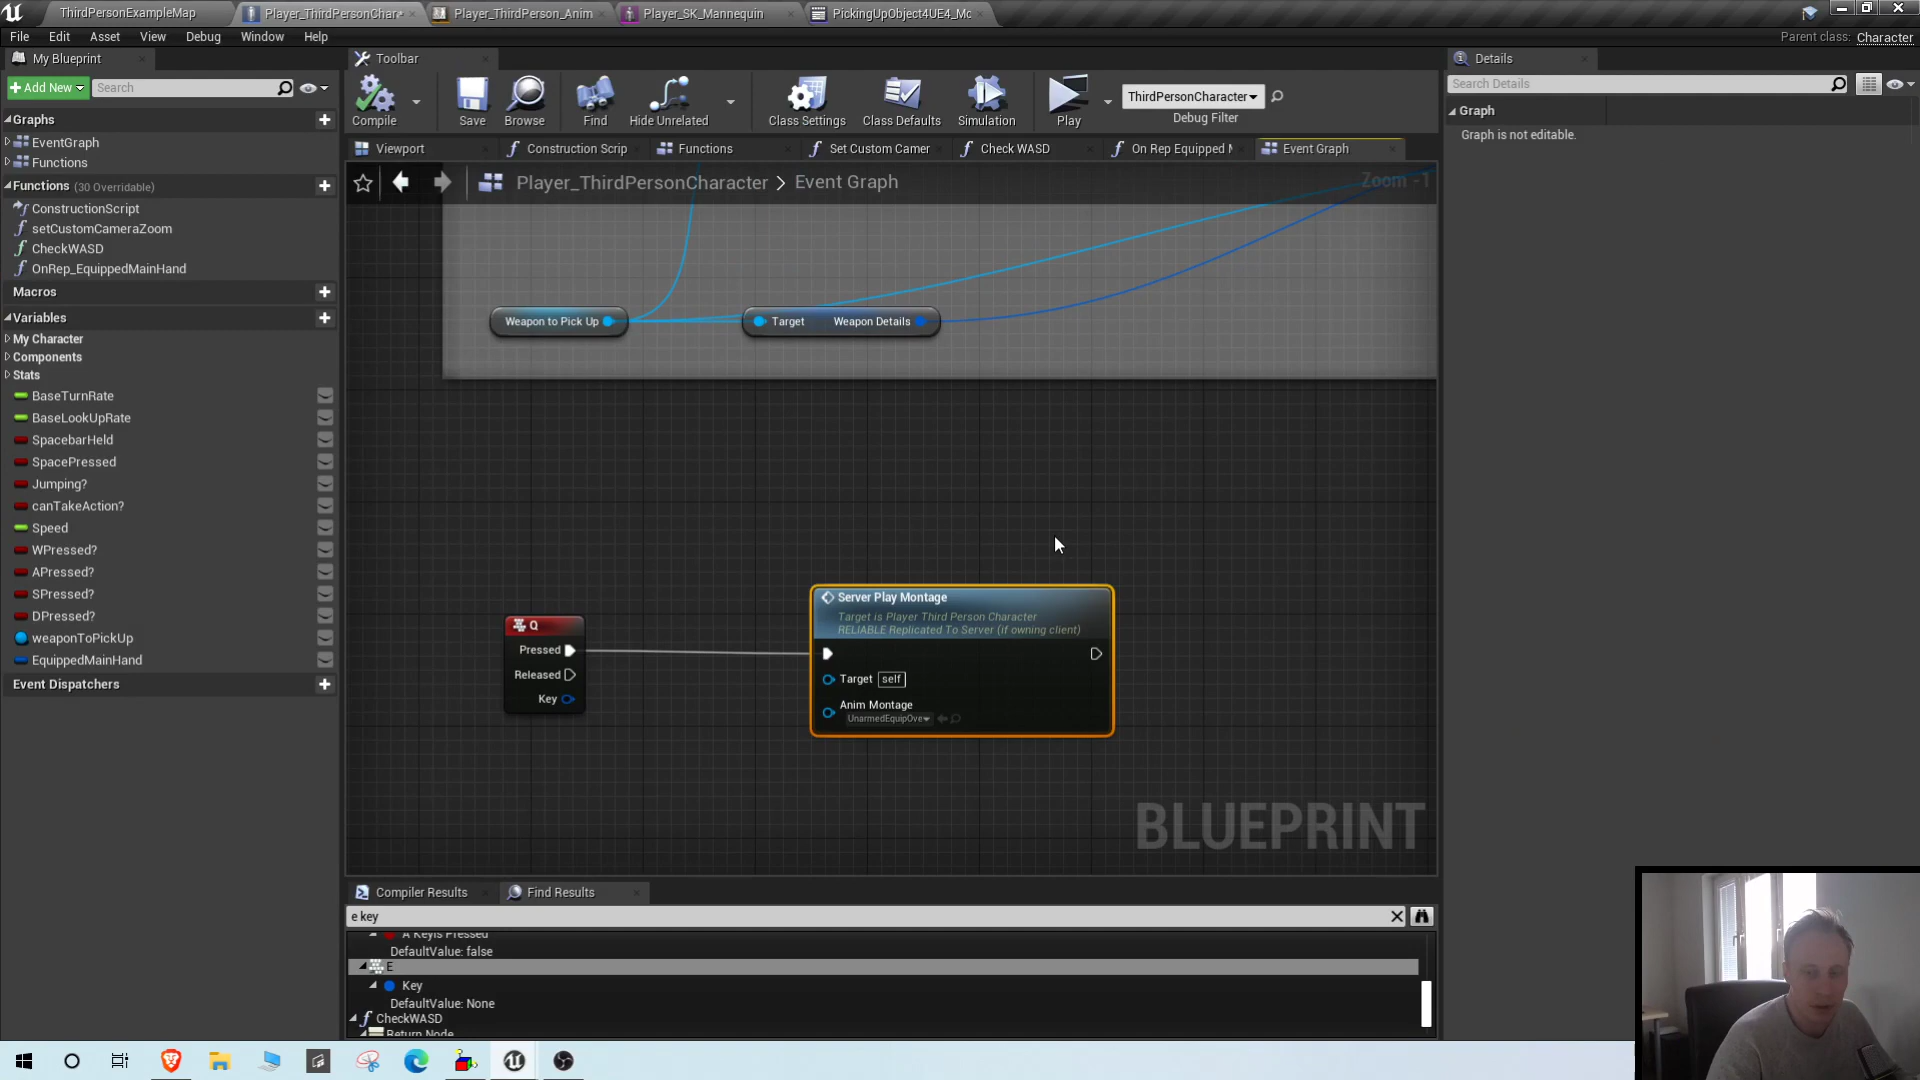 ThirdPersonExampleMap
Player_ThirdPersonChar
Player_ThirdPerson_Anim
Player_SK_Mannequin
PickingUpObject4UE4_Mc
File Edit Asset View Debug Window Help
Parent class: Character
My Blueprint
Toolbar
Details
+ Add New
Search
Compile
Save
Browse
Find
Hide Unrelated
Class Settings
Class Defaults
Simulation
Play
ThirdPersonCharacter
Debug Filter
Search Details
Graph
Graph is not editable.
Viewport
Construction Scrip
Functions
Set Custom Camer
Check WASD
On Rep Equipped M
Event Graph
Player_ThirdPersonCharacter > Event Graph
Zoom -1
Graphs
EventGraph
Functions
Functions (30 Overridable)
ConstructionScript
setCustomCameraZoom
CheckWASD
OnRep_EquippedMainHand
Macros
Variables
My Character
Components
Stats
BaseTurnRate
BaseLookUpRate
SpacebarHeld
SpacePressed
Jumping?
canTakeAction?
Speed
WPressed?
APressed?
SPressed?
DPressed?
weaponToPickUp
EquippedMainHand
Event Dispatchers
Weapon to Pick Up
Target Weapon Details
Q
Pressed
Released
Key
Server Play Montage
Target is Player Third Person Character
RELIABLE Replicated To Server (if owning client)
Target self
Anim Montage
UnarmedEquipOve
BLUEPRINT
Compiler Results
Find Results
e key
A Key Is Pressed
DefaultValue: false
E
Key
DefaultValue: None
CheckWASD
Return Node